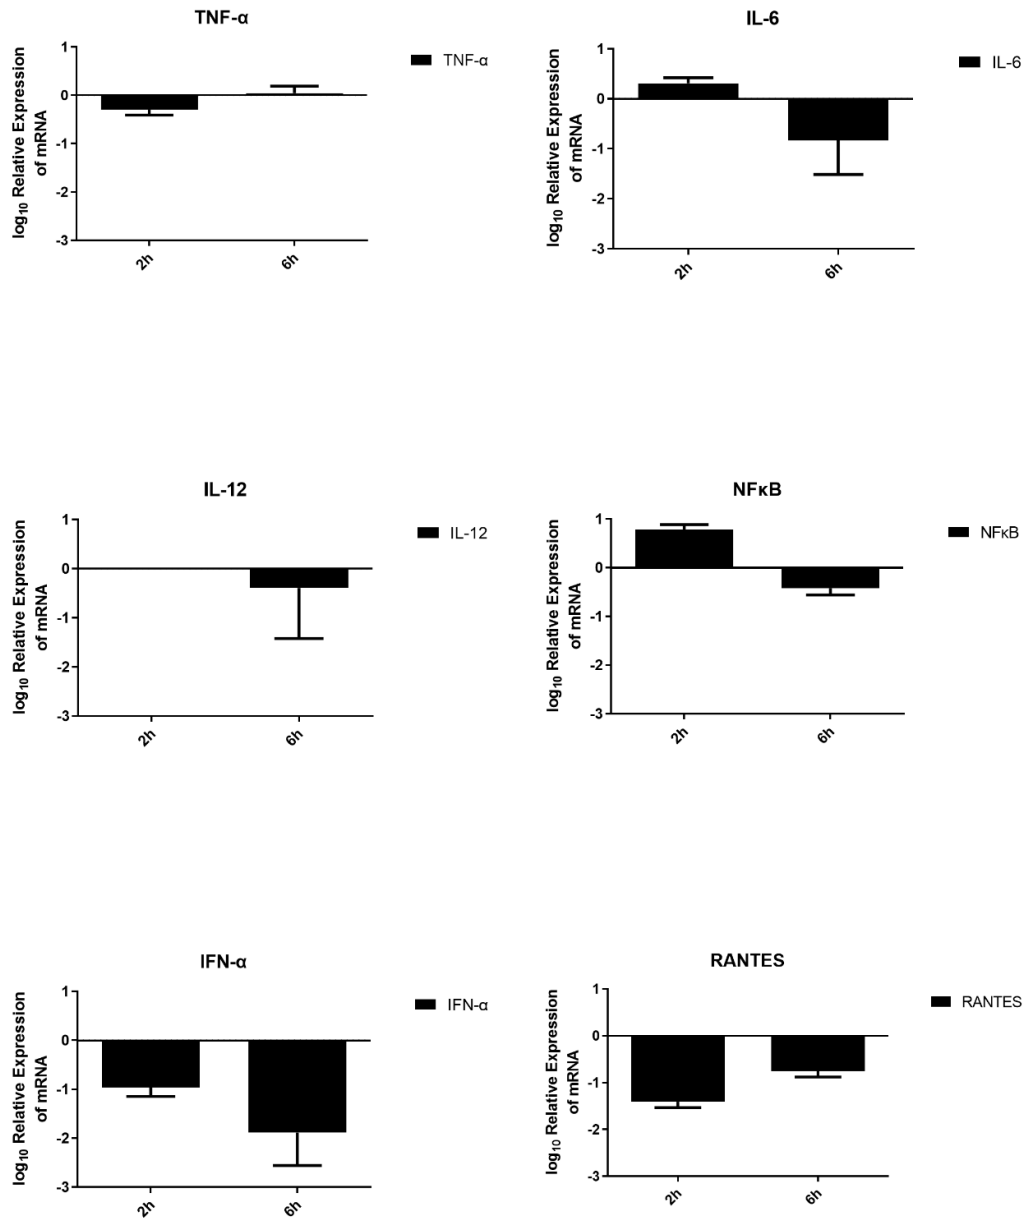 TNF-α
log10 Relative Expression
of mRNA
1
0
-1
-2
-3
2h
6h
TNF-α
IL-6
log10 Relative Expression
of mRNA
1
0
-1
-2
-3
2h
6h
IL-6
IL-12
log10 Relative Expression
of mRNA
1
0
-1
-2
-3
2h
6h
IL-12
NFκB
log10 Relative Expression
of mRNA
1
0
-1
-2
-3
2h
6h
NFκB
IFN-α
log10 Relative Expression
of mRNA
1
0
-1
-2
-3
2h
6h
IFN-α
RANTES
log10 Relative Expression
of mRNA
1
0
-1
-2
-3
2h
6h
RANTES